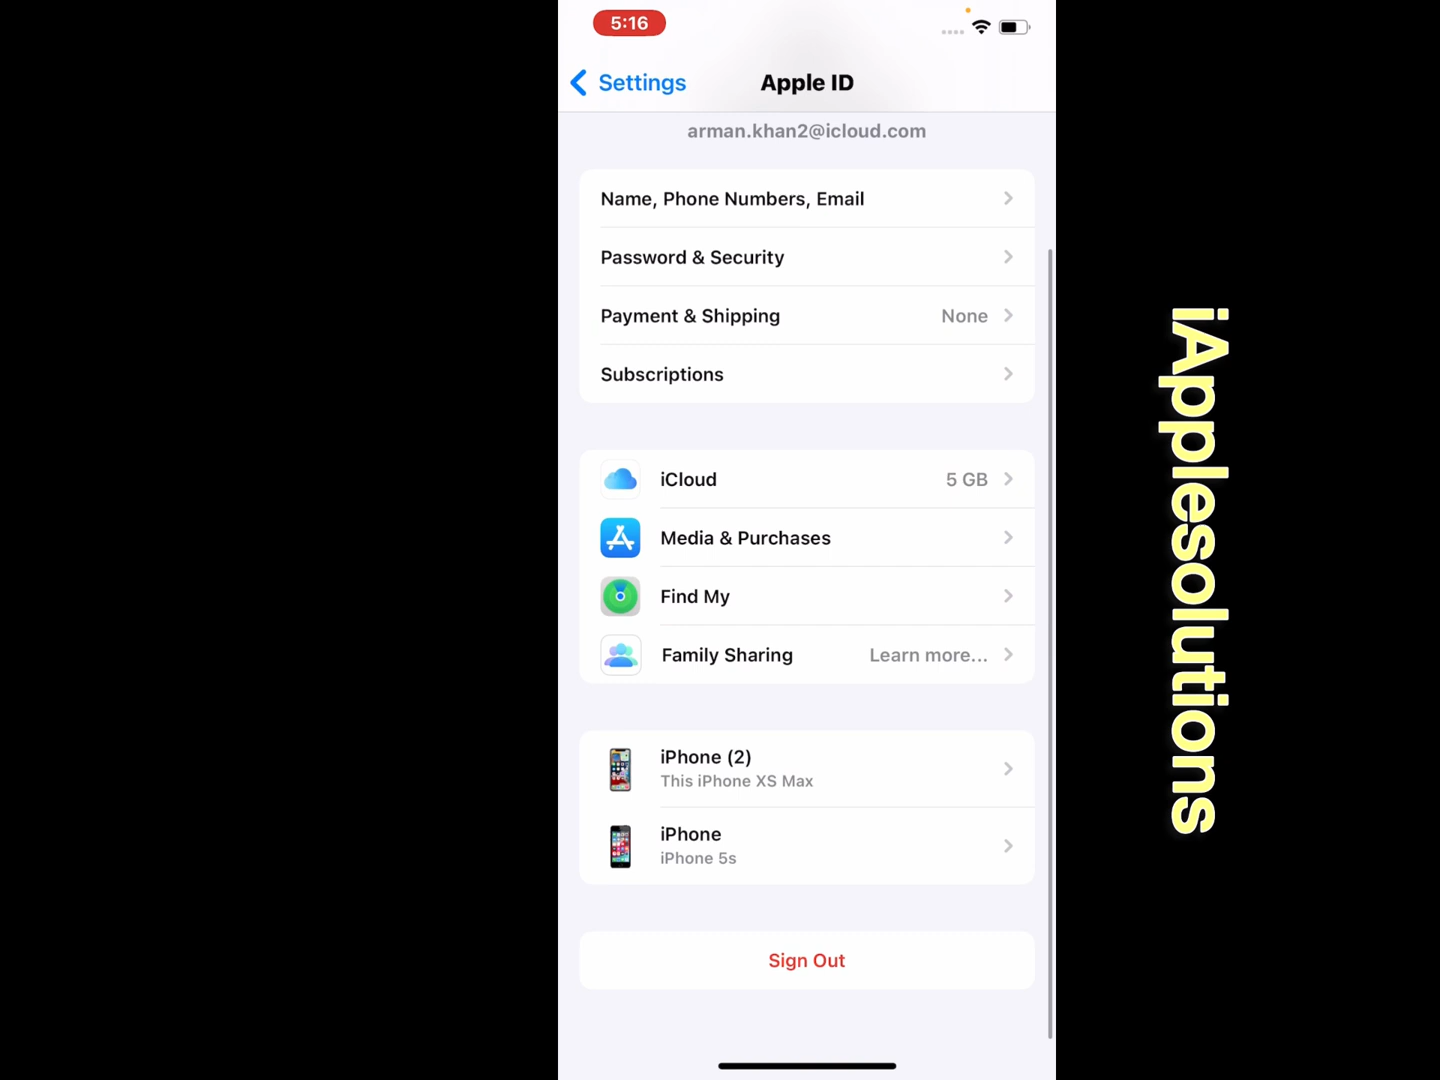 5:16
Settings
Apple ID
arman.khan2@icloud.com
Name, Phone Numbers, Email
Password & Security
Payment & Shipping None
Subscriptions
iCloud 5 GB
Media & Purchases
Find My
Family Sharing Learn more...
iPhone (2)
This iPhone XS Max
iPhone
iPhone 5s
Sign Out
iApplesolutions